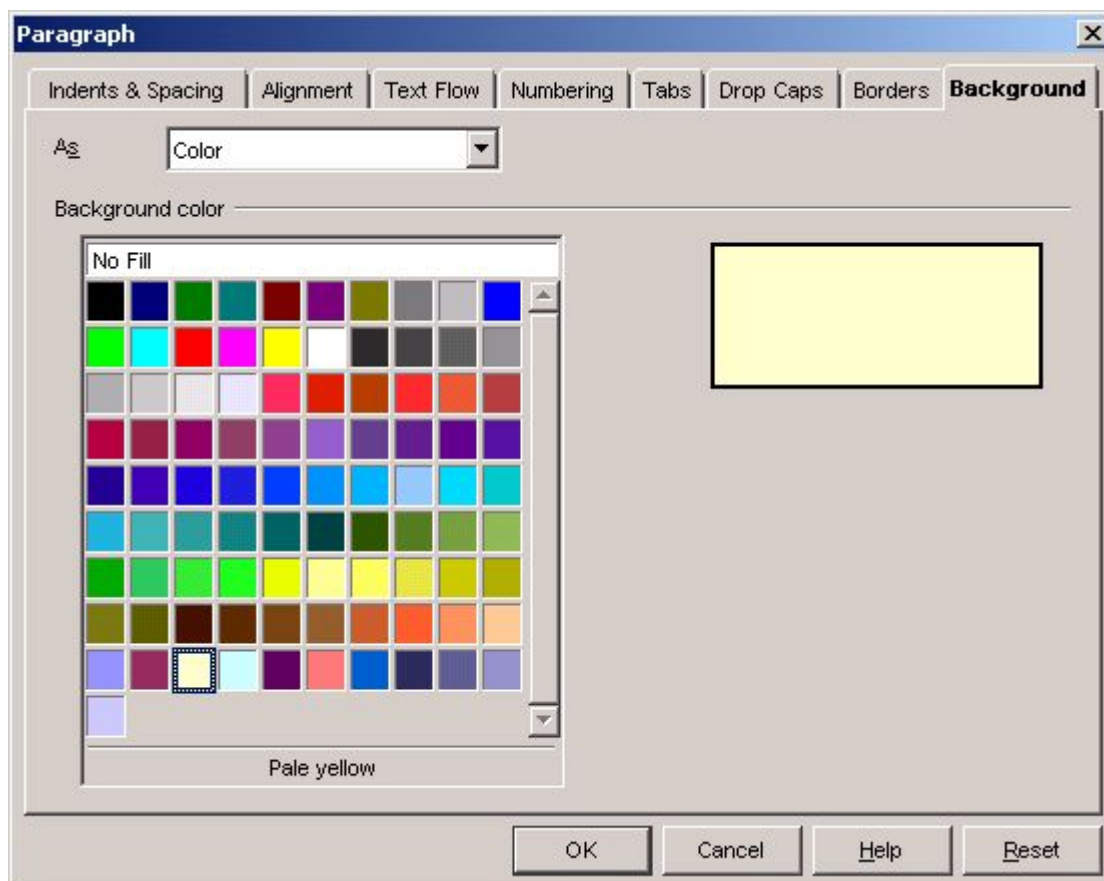 Paragraph
Indents & Spacing Alignment Text Flow Numbering Tabs Drop Caps Borders Background
As Color
Background color
No Fill
Pale yellow
OK Cancel Help Reset